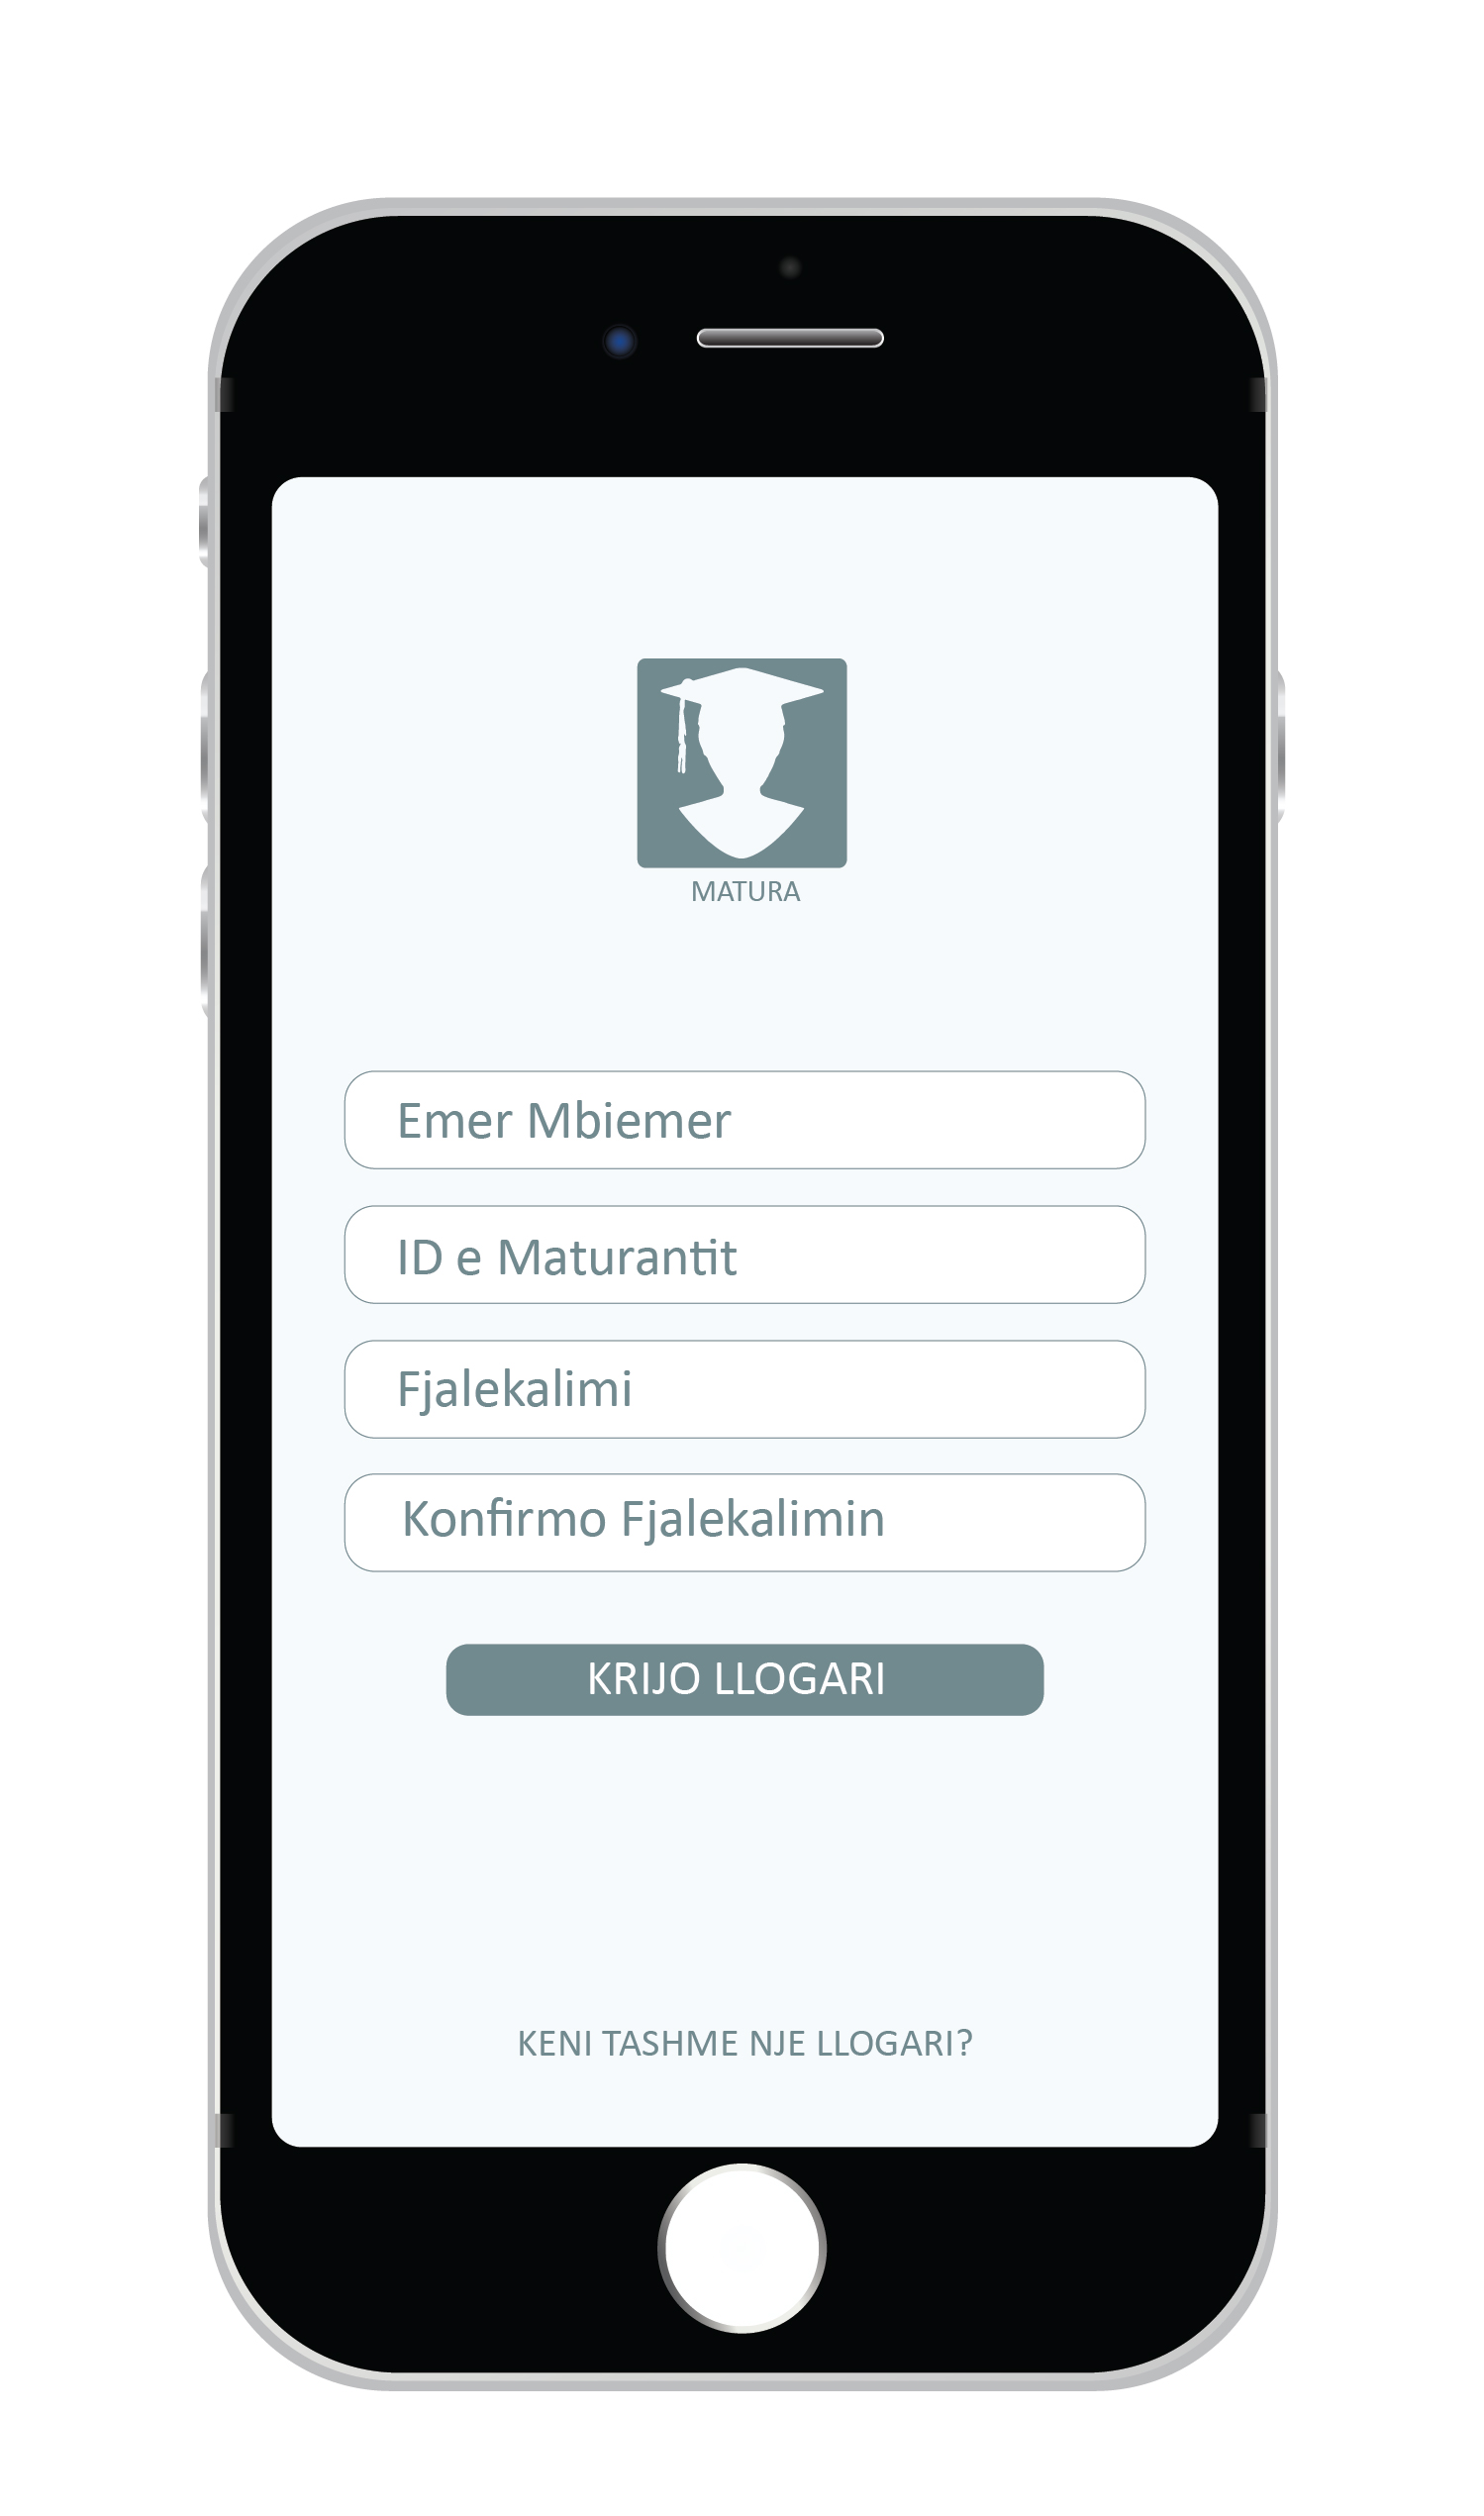 MATURA
Emer Mbiemer
ID e Maturantit
Fjalekalimi
Konfirmo Fjalekalimin
KRIJO LLOGARI
KENI TASHME NJE LLOGARI?